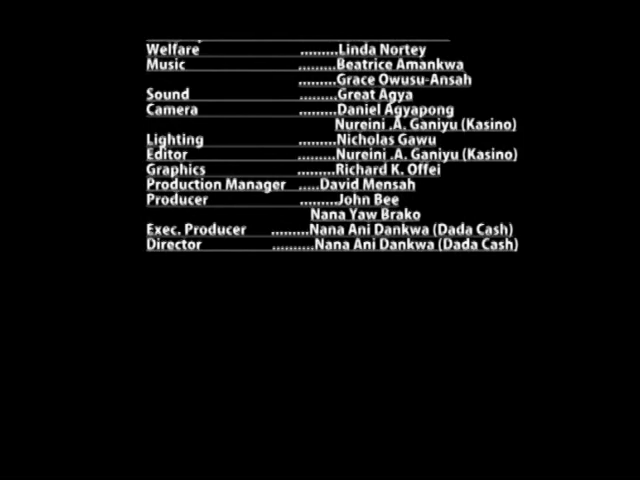 Welfare .........Linda Nortey
Music .........Beatrice Amankwa
.........Grace Owusu-Ansah
Sound .........Great Agya
Camera .........Daniel Agyapong
Nureini .A. Ganiyu (Kasino)
Lighting .........Nicholas Gawu
Editor .........Nureini .A. Ganiyu (Kasino)
Graphics .........Richard K. Offei
Production Manager .....David Mensah
Producer .........John Bee
Nana Yaw Brako
Exec. Producer .........Nana Ani Dankwa (Dada Cash)
Director ..........Nana Ani Dankwa (Dada Cash)